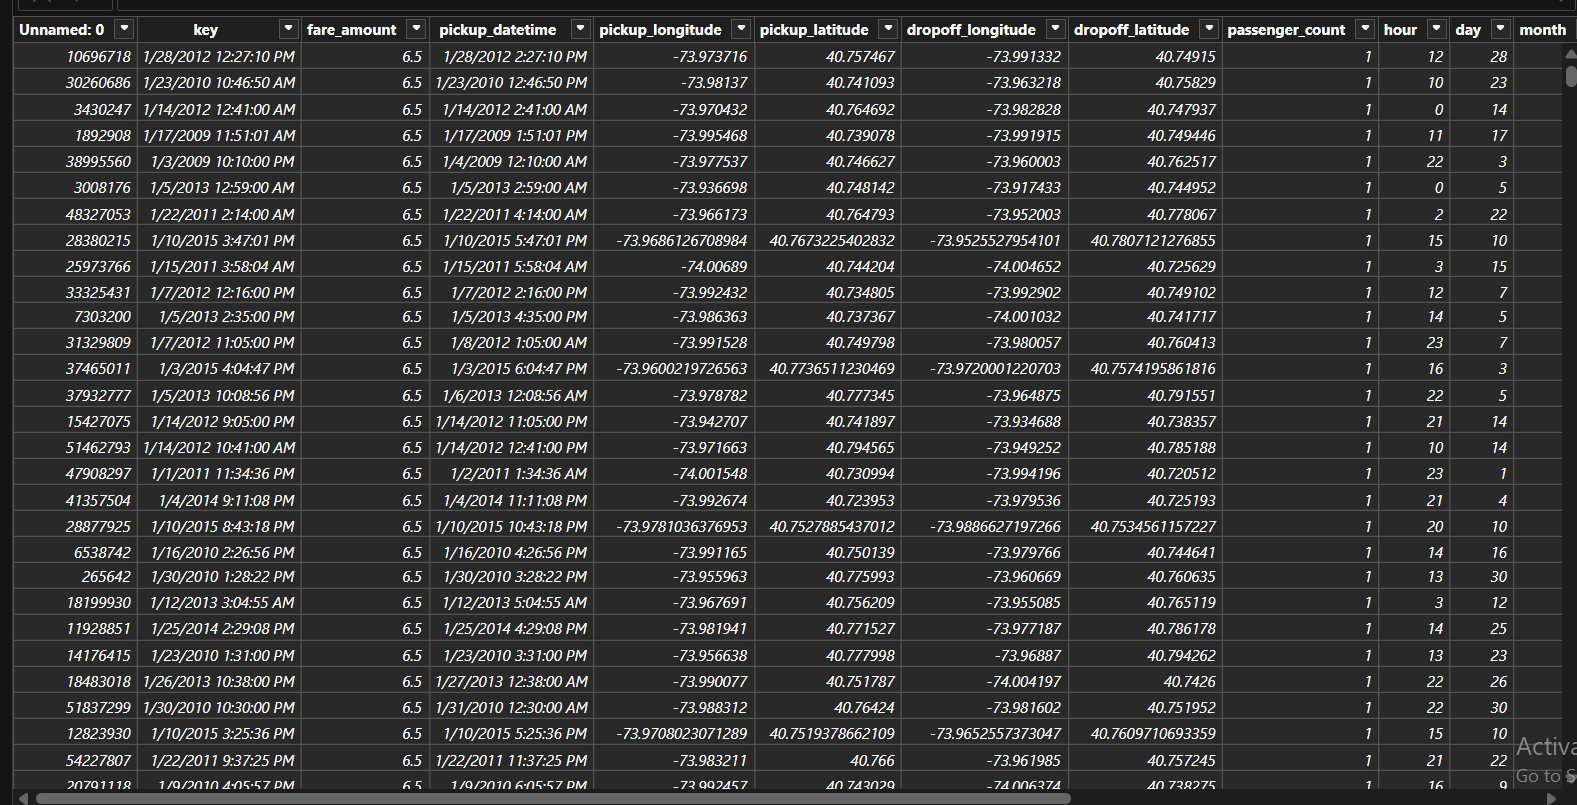 Unnamed: 0 key fare_amount pickup_datetime pickup_longitude pickup_latitude dropoff_longitude dropoff_latitude passenger_count hour day month
10696718 1/28/2012 12:27:10 PM 6.5 1/28/2012 2:27:10 PM -73.973716 40.757467 -73.991332 40.74915 1 12 28
30260686 1/23/2010 10:46:50 AM 6.5 1/23/2010 12:46:50 PM -73.98137 40.741093 -73.963218 40.75829 1 10 23
3430247 1/14/2012 12:41:00 AM 6.5 1/14/2012 2:41:00 AM -73.970432 40.764692 -73.982828 40.747937 1 0 14
1892908 1/17/2009 11:51:01 AM 6.5 1/17/2009 1:51:01 PM -73.995468 40.739078 -73.991915 40.749446 1 11 17
38995560 1/3/2009 10:10:00 PM 6.5 1/4/2009 12:10:00 AM -73.977537 40.746627 -73.960003 40.762517 1 22 3
3008176 1/5/2013 12:59:00 AM 6.5 1/5/2013 2:59:00 AM -73.936698 40.748142 -73.917433 40.744952 1 0 5
48327053 1/22/2011 2:14:00 AM 6.5 1/22/2011 4:14:00 AM -73.966173 40.764793 -73.952003 40.778067 1 2 22
28380215 1/10/2015 3:47:01 PM 6.5 1/10/2015 5:47:01 PM -73.9686126708984 40.7673225402832 -73.9525527954101 40.7807121276855 1 15 10
25973766 1/15/2011 3:58:04 AM 6.5 1/15/2011 5:58:04 AM -74.00689 40.744204 -74.004652 40.725629 1 3 15
33325431 1/7/2012 12:16:00 PM 6.5 1/7/2012 2:16:00 PM -73.992432 40.734805 -73.992902 40.749102 1 12 7
7303200 1/5/2013 2:35:00 PM 6.5 1/5/2013 4:35:00 PM -73.986363 40.737367 -74.001032 40.741717 1 14 5
31329809 1/7/2012 11:05:00 PM 6.5 1/8/2012 1:05:00 AM -73.991528 40.749798 -73.980057 40.760413 1 23 7
37465011 1/3/2015 4:04:47 PM 6.5 1/3/2015 6:04:47 PM -73.9600219726563 40.7736511230469 -73.9720001220703 40.7574195861816 1 16 3
37932777 1/5/2013 10:08:56 PM 6.5 1/6/2013 12:08:56 AM -73.978782 40.777345 -73.964875 40.791551 1 22 5
15427075 1/14/2012 9:05:00 PM 6.5 1/14/2012 11:05:00 PM -73.942707 40.741897 -73.934688 40.738357 1 21 14
51462793 1/14/2012 10:41:00 AM 6.5 1/14/2012 12:41:00 PM -73.971663 40.794565 -73.949252 40.785188 1 10 14
47908297 1/1/2011 11:34:36 PM 6.5 1/2/2011 1:34:36 AM -74.001548 40.730994 -73.994196 40.720512 1 23 1
41357504 1/4/2014 9:11:08 PM 6.5 1/4/2014 11:11:08 PM -73.992674 40.723953 -73.979536 40.725193 1 21 4
28877925 1/10/2015 8:43:18 PM 6.5 1/10/2015 10:43:18 PM -73.9781036376953 40.7527885437012 -73.9886627197266 40.7534561157227 1 20 10
6538742 1/16/2010 2:26:56 PM 6.5 1/16/2010 4:26:56 PM -73.991165 40.750139 -73.979766 40.744641 1 14 16
265642 1/30/2010 1:28:22 PM 6.5 1/30/2010 3:28:22 PM -73.955963 40.775993 -73.960669 40.760635 1 13 30
18199930 1/12/2013 3:04:55 AM 6.5 1/12/2013 5:04:55 AM -73.967691 40.756209 -73.955085 40.765119 1 3 12
11928851 1/25/2014 2:29:08 PM 6.5 1/25/2014 4:29:08 PM -73.981941 40.771527 -73.977187 40.786178 1 14 25
14176415 1/23/2010 1:31:00 PM 6.5 1/23/2010 3:31:00 PM -73.956638 40.777998 -73.96887 40.794262 1 13 23
18483018 1/26/2013 10:38:00 PM 6.5 1/27/2013 12:38:00 AM -73.990077 40.751787 -74.004197 40.7426 1 22 26
51837299 1/30/2010 10:30:00 PM 6.5 1/31/2010 12:30:00 AM -73.988312 40.76424 -73.981602 40.751952 1 22 30
12823930 1/10/2015 3:25:36 PM 6.5 1/10/2015 5:25:36 PM -73.9708023071289 40.7519378662109 -73.9652557373047 40.7609710693359 1 15 10
54227807 1/22/2011 9:37:25 PM 6.5 1/22/2011 11:37:25 PM -73.983211 40.766 -73.961985 40.757245 1 21 22
20791118 1/9/2010 4:05:57 PM 6.5 1/9/2010 6:05:57 PM -73.992457 40.743029 -74.006374 40.738275 1 16 9
Activa
Go to S